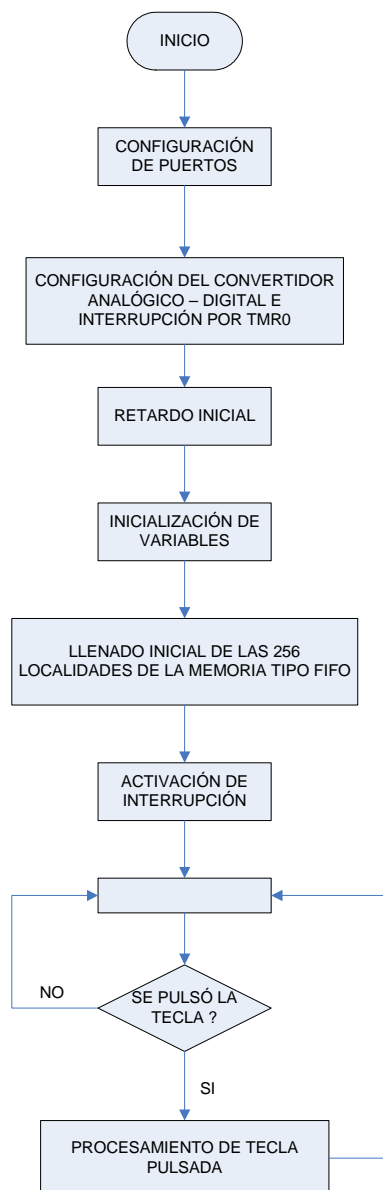 INICIO
CONFIGURACIÓN
DE PUERTOS
CONFIGURACIÓN DEL CONVERTIDOR
ANALÓGICO – DIGITAL E
INTERRUPCIÓN POR TMR0
RETARDO INICIAL
INICIALIZACIÓN DE
VARIABLES
LLENADO INICIAL DE LAS 256
LOCALIDADES DE LA MEMORIA TIPO FIFO
ACTIVACIÓN DE
INTERRUPCIÓN
SE PULSÓ LA
TECLA ?
NO
SI
PROCESAMIENTO DE TECLA
PULSADA